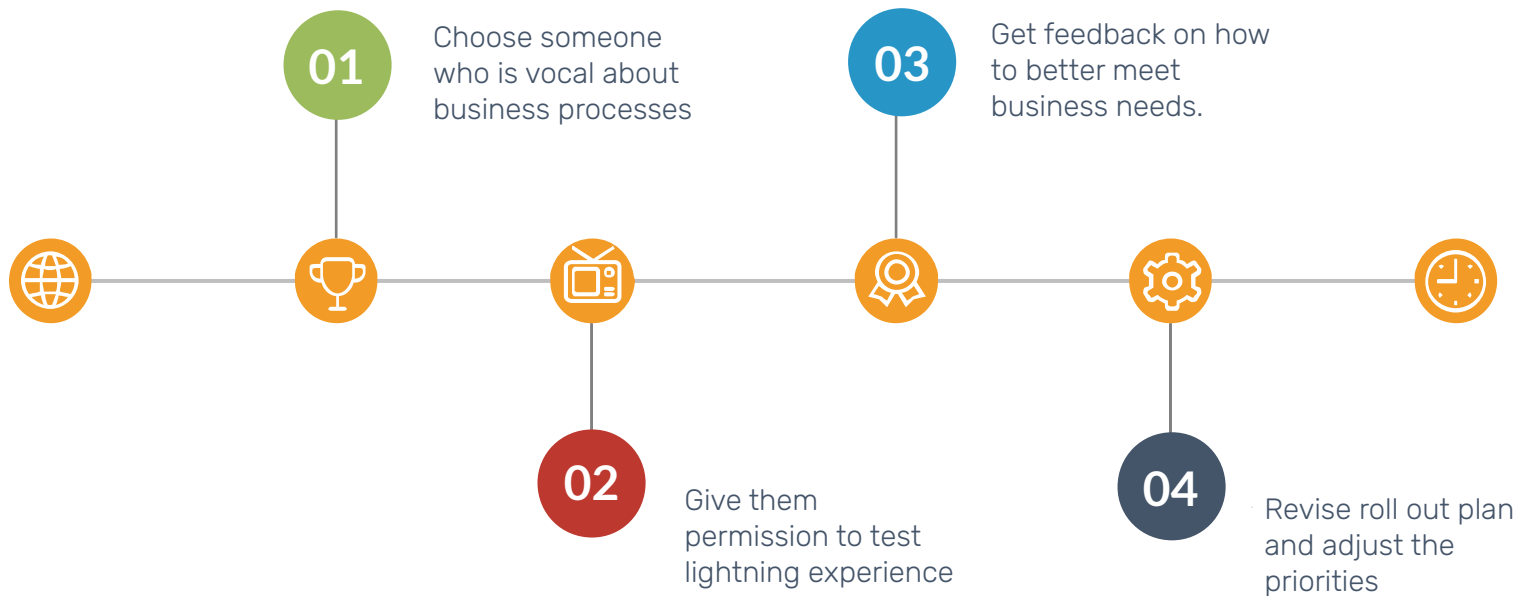 01
Choose someone
who is vocal about
business processes
02
Give them
permission to test
lightning experience
03
Get feedback on how
to better meet
business needs.
04
Revise roll out plan
and adjust the
priorities